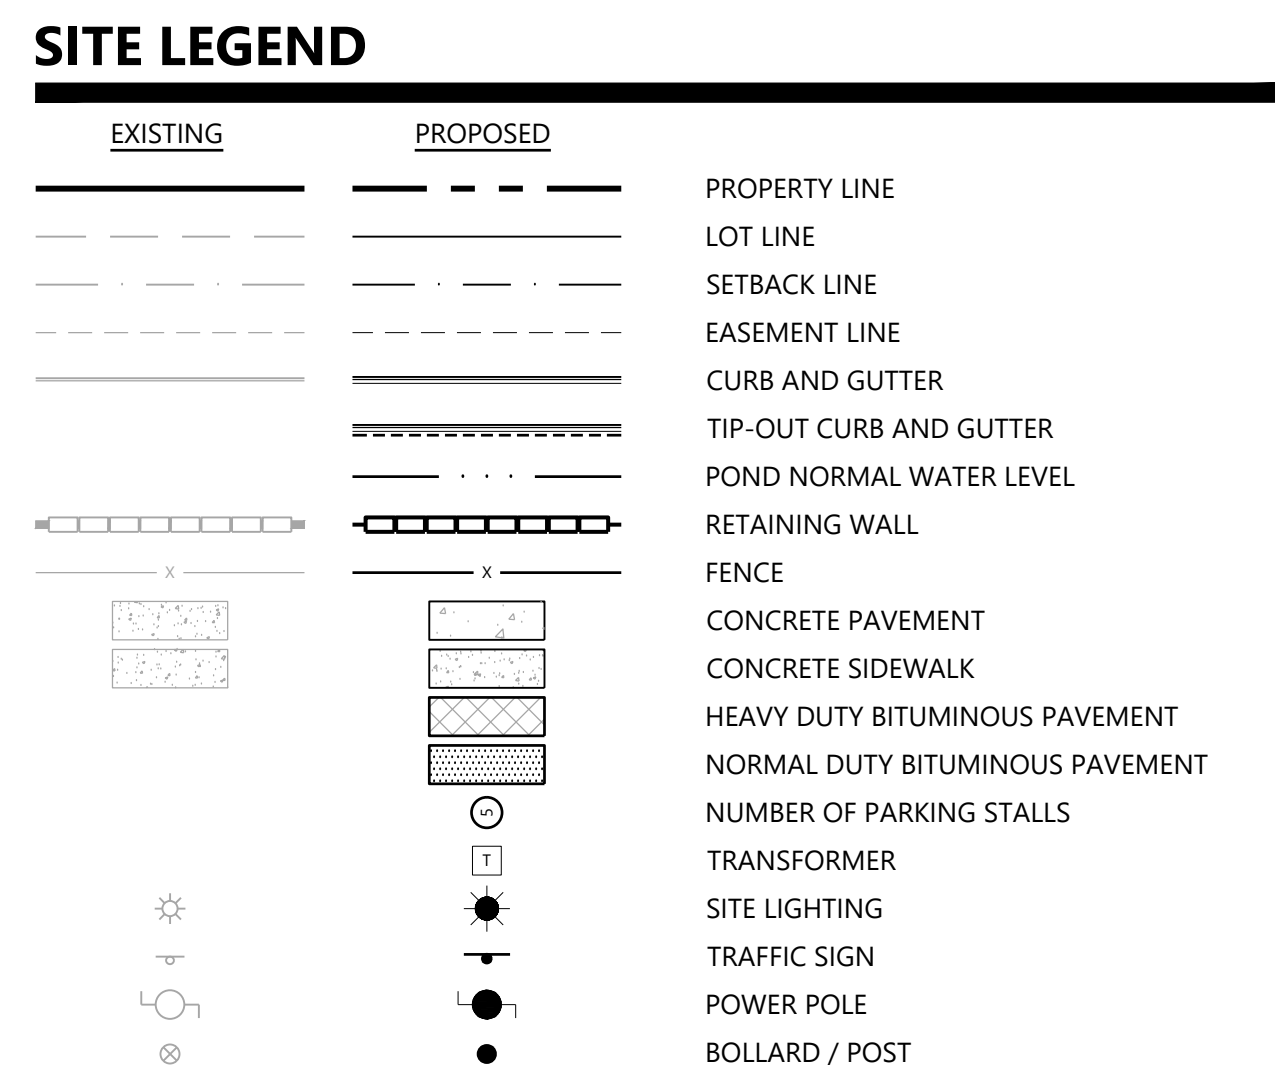 SITE LEGEND
EXISTING PROPOSED
PROPERTY LINE
LOT LINE
SETBACK LINE
EASEMENT LINE
CURB AND GUTTER
TIP-OUT CURB AND GUTTER
POND NORMAL WATER LEVEL
RETAINING WALL
X X FENCE
CONCRETE PAVEMENT
CONCRETE SIDEWALK
HEAVY DUTY BITUMINOUS PAVEMENT
NORMAL DUTY BITUMINOUS PAVEMENT
5 NUMBER OF PARKING STALLS
T TRANSFORMER
SITE LIGHTING
TRAFFIC SIGN
POWER POLE
BOLLARD / POST